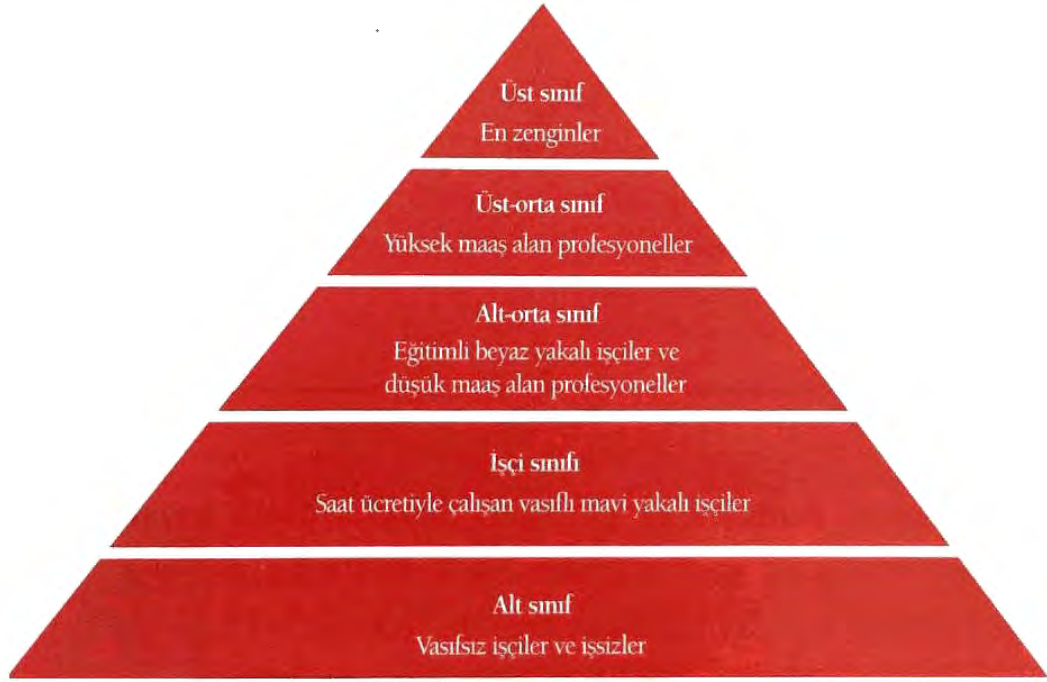 Üst sınıf
En zenginler
Üst-orta sınıf
Yüksek maaş alan profesyoneller
Alt-orta sınıf
Eğitimli beyaz yakalı işçiler ve
düşük maaş alan profesyoneller
İşçi sınıfı
Saat ücretiyle çalışan vasıflı mavi yakalı işçiler
Alt sınıf
Vasıfsız işçiler ve işsizler